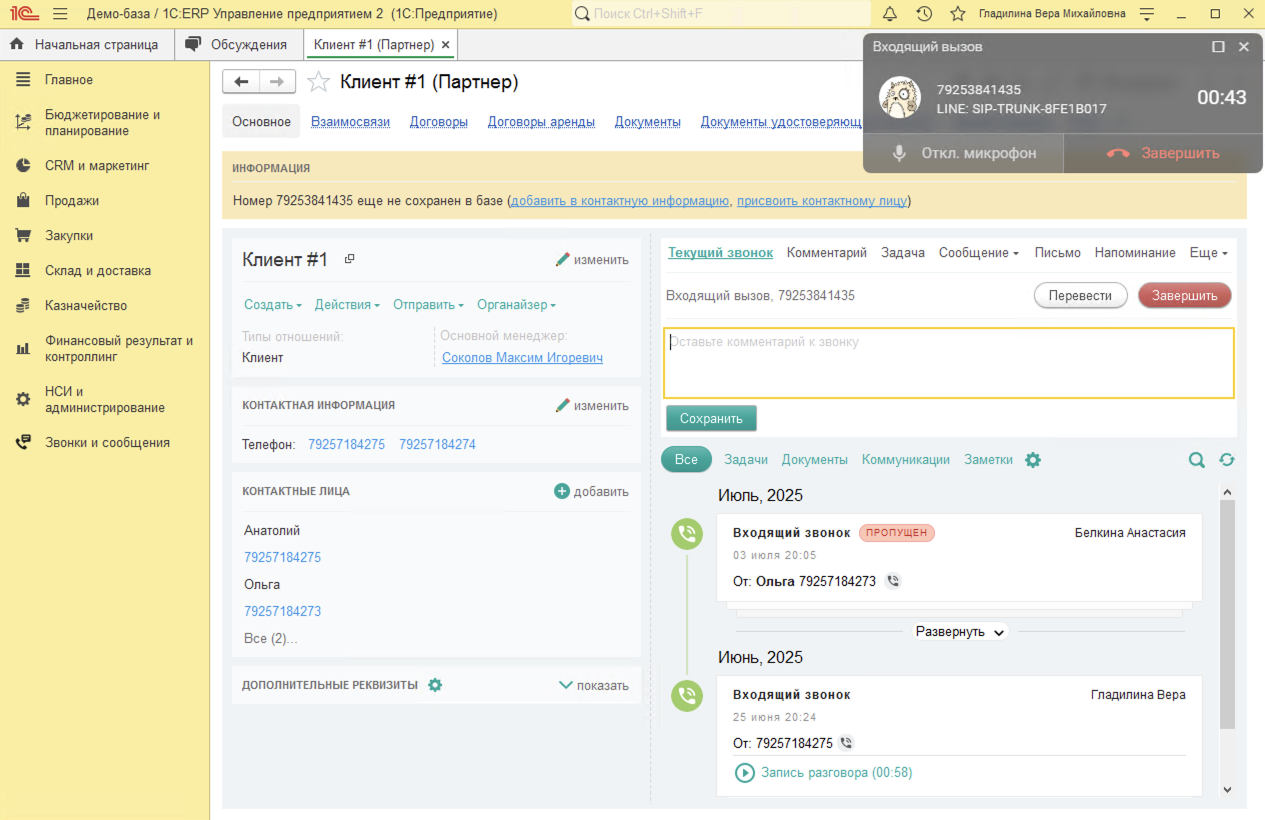 1С Демо-база / 1С:ERP Управление предприятием 2 (1С:Предприятие)
Поиск Ctrl+Shift+F
Гладилина Вера Михайловна
Начальная страница
Обсуждения
Клиент #1 (Партнер)
Входящий вызов
79253841435
LINE: SIP-TRUNK-8FE1B017
00:43
Откл. микрофон
Завершить
Главное
Бюджетирование и
планирование
CRM и маркетинг
Продажи
Закупки
Склад и доставка
Казначейство
Финансовый результат и
контроллинг
НСИ и
администрирование
Звонки и сообщения
Клиент #1 (Партнер)
Основное Взаимосвязи Договоры Договоры аренды Документы Документы удостоверяющ
ИНФОРМАЦИЯ
Номер 79253841435 еще не сохранен в базе (добавить в контактную информацию, присвоить контактному лицу)
Клиент #1
изменить
Создать Действия Отправить Органайзер
Типы отношений:
Клиент
Основной менеджер:
Соколов Максим Игоревич
КОНТАКТНАЯ ИНФОРМАЦИЯ
изменить
Телефон: 79257184275 79257184274
КОНТАКТНЫЕ ЛИЦА
добавить
Анатолий
79257184275
Ольга
79257184273
Все (2)...
ДОПОЛНИТЕЛЬНЫЕ РЕКВИЗИТЫ
показать
Текущий звонок Комментарий Задача Сообщение Письмо Напоминание Еще
Входящий вызов, 79253841435
Перевести
Завершить
Оставьте комментарий к звонку
Сохранить
Все Задачи Документы Коммуникации Заметки
Июль, 2025
Входящий звонок ПРОПУЩЕН
Белкина Анастасия
03 июля 20:05
От: Ольга 79257184273
Развернуть
Июнь, 2025
Входящий звонок
Гладилина Вера
25 июня 20:24
От: 79257184275
Запись разговора (00:58)